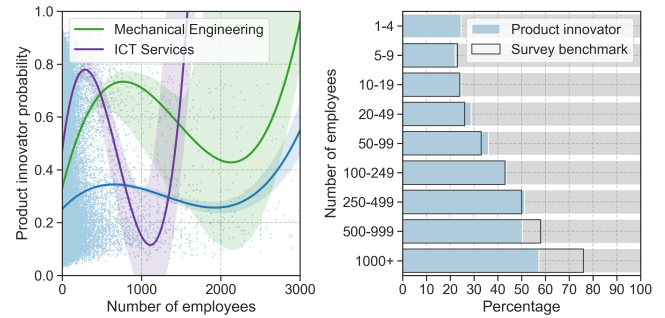 Product innovator probability
1.0
0.8
0.6
0.4
0.2
0.0
Mechanical Engineering
ICT Services
0
1000
2000
3000
Number of employees
Number of employees
1-4
5-9
10-19
20-49
50-99
100-249
250-499
500-999
1000+
Product innovator
Survey benchmark
0 10 20 30 40 50 60 70 80 90 100
Percentage